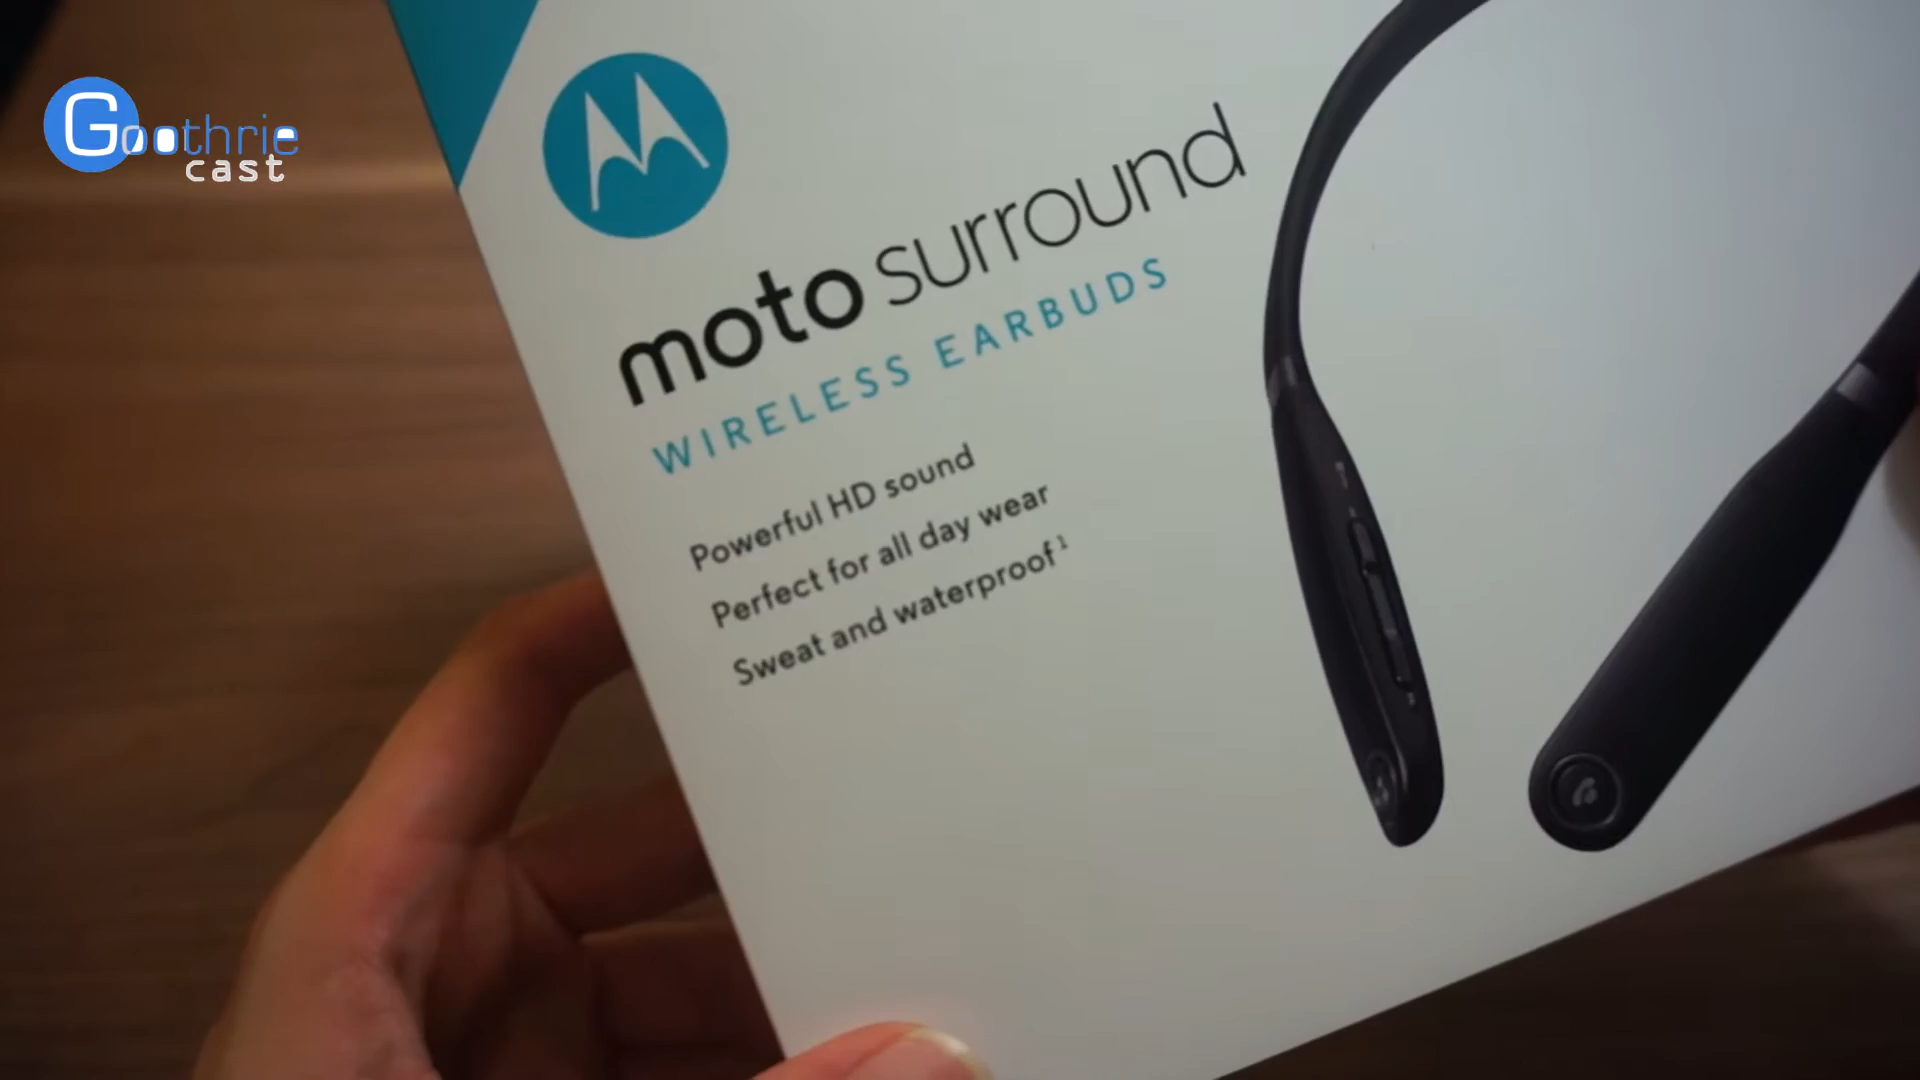 Goothrie
cast
moto surround
WIRELESS EARBUDS
Powerful HD sound
Perfect for all day wear
Sweat and waterproof¹